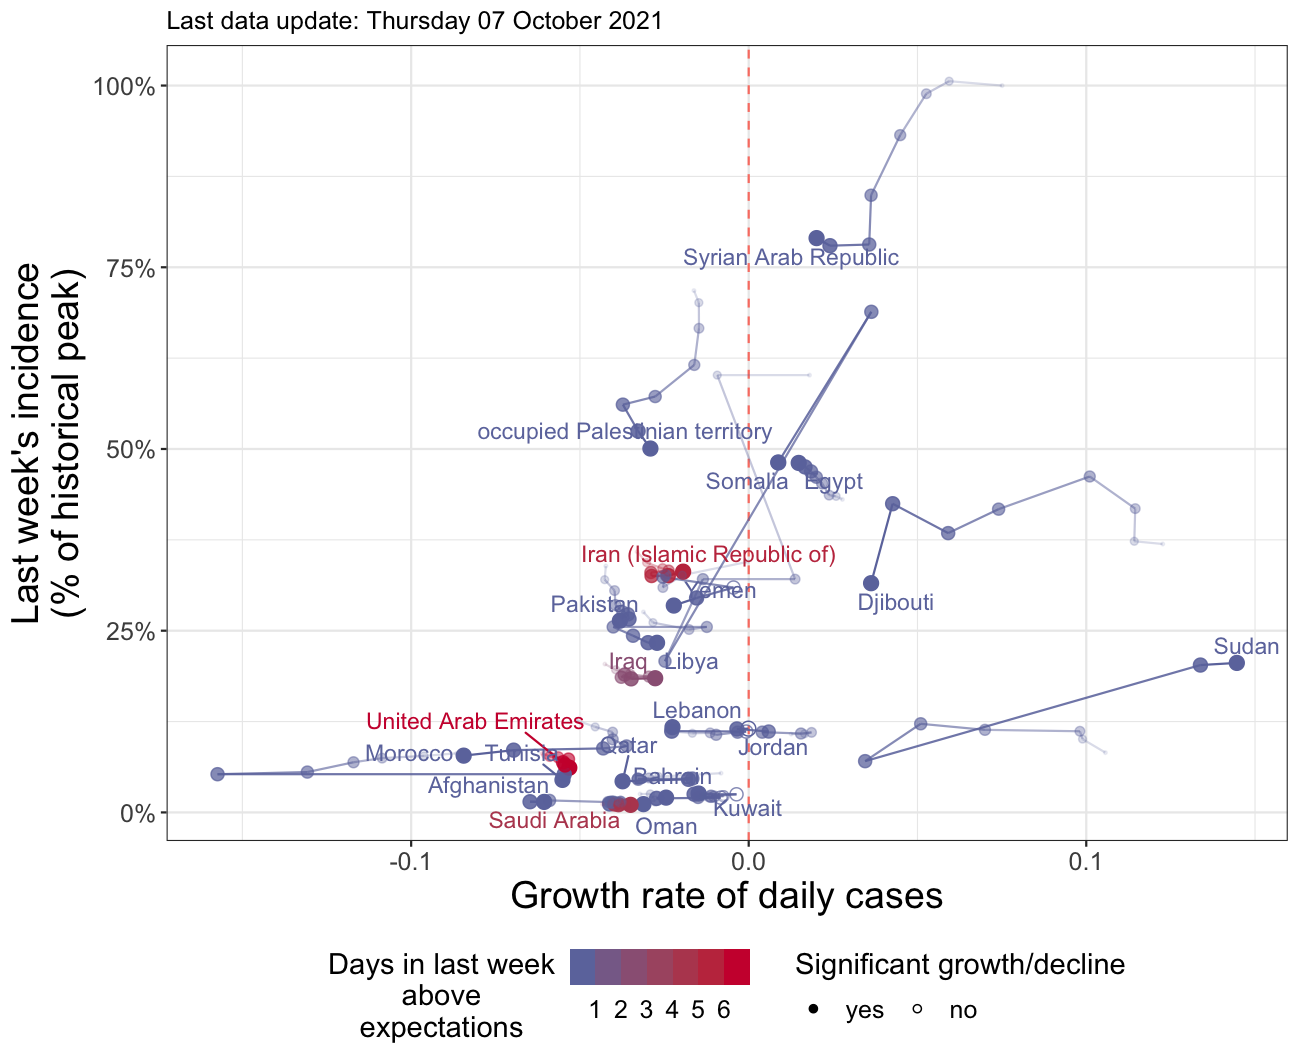 Last data update: Thursday 07 October 2021
Last week's incidence
(% of historical peak)
100%
75%
50%
25%
0%
Syrian Arab Republic
occupied Palestinian territory
Somalia
Egypt
Iran (Islamic Republic of)
Yemen
Pakistan
Djibouti
Iraq
Libya
Sudan
Lebanon
United Arab Emirates
Jordan
Qatar
Morocco
Tunisia
Bahrain
Afghanistan
Kuwait
Saudi Arabia
Oman
-0.1
0.0
0.1
Growth rate of daily cases
Days in last week
above
expectations
1 2 3 4 5 6
Significant growth/decline
yes
no